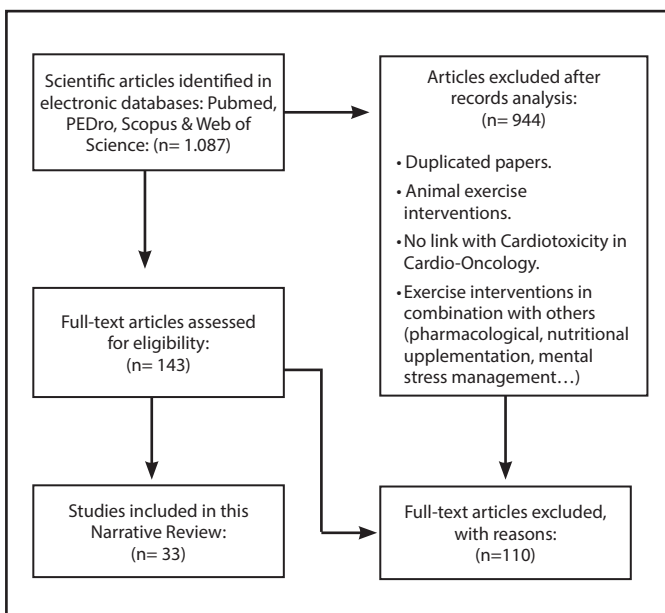 Scientific articles identified in
electronic databases: Pubmed,
PEDro, Scopus & Web of
Science: (n= 1.087)
Articles excluded after
records analysis:
(n= 944)
• Duplicated papers.
• Animal exercise
interventions.
• No link with Cardiotoxicity in
Cardio-Oncology.
• Exercise interventions in
combination with others
(pharmacological, nutritional
upplementation, mental
stress management…)
Full-text articles assessed
for eligibility:
(n= 143)
Studies included in this
Narrative Review:
(n= 33)
Full-text articles excluded,
with reasons:
(n=110)